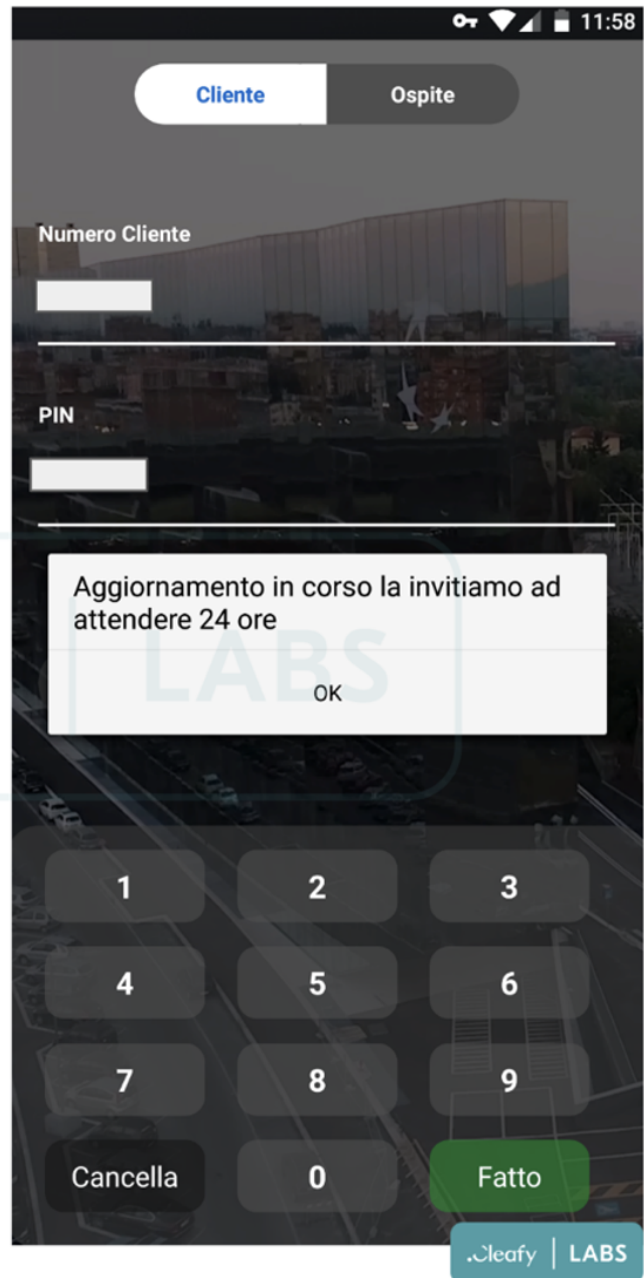 11:58
Cliente Ospite
Numero Cliente
PIN
Aggiornamento in corso la invitiamo ad
attendere 24 ore
LABS
OK
1 2 3
4 5 6
7 8 9
Cancella 0 Fatto
.Cleafy | LABS